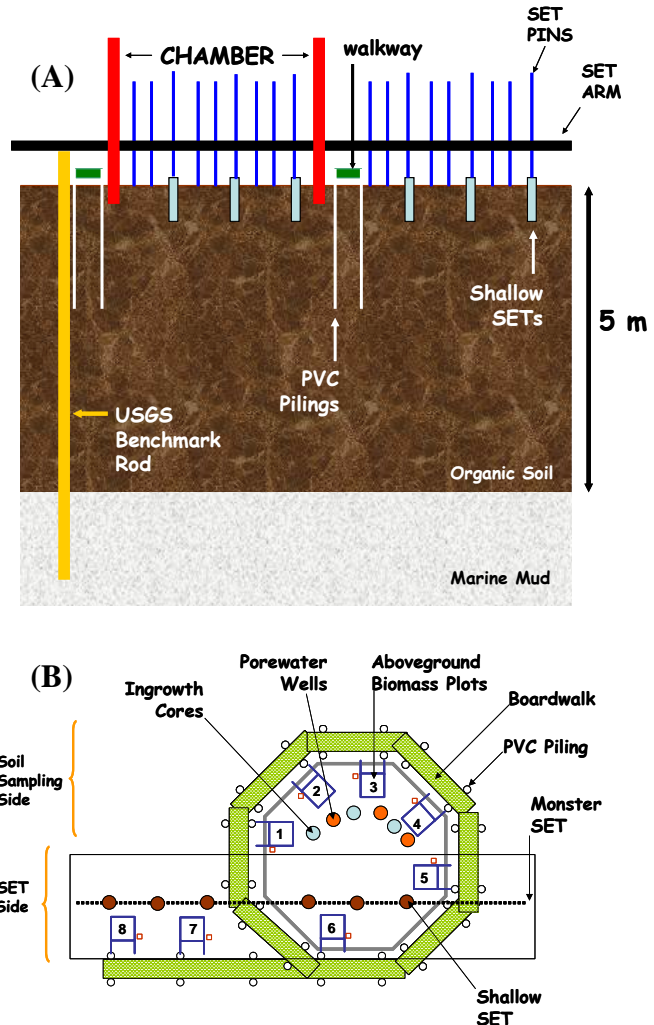 (A)
CHAMBER
walkway
SET
PINS
SET
ARM
Shallow
SETs
5 m
PVC
Pilings
USGS
Benchmark
Rod
Organic Soil
Marine Mud
(B)
Porewater
Wells
Aboveground
Biomass Plots
Ingrowth
Cores
Boardwalk
PVC Piling
Soil
Sampling
Side
Monster
SET
SET
Side
1
2
3
4
5
6
7
8
Shallow
SET